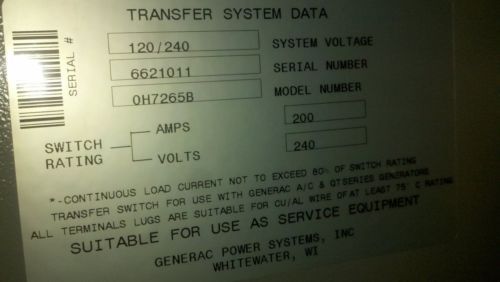 TRANSFER SYSTEM DATA
SERIAL #
120/240 SYSTEM VOLTAGE
6621011 SERIAL NUMBER
0H7265B MODEL NUMBER
SWITCH RATING
AMPS 200
VOLTS 240
*-CONTINUOUS LOAD CURRENT NOT TO EXCEED 80% OF SWITCH RATING
TRANSFER SWITCH FOR USE WITH GENERAC A/C & QTSERIES GENERATORS
ALL TERMINALS LUGS ARE SUITABLE FOR CU/AL WIRE OF AT LEAST 75° C RATING
SUITABLE FOR USE AS SERVICE EQUIPMENT
GENERAC POWER SYSTEMS, INC
WHITEWATER, WI